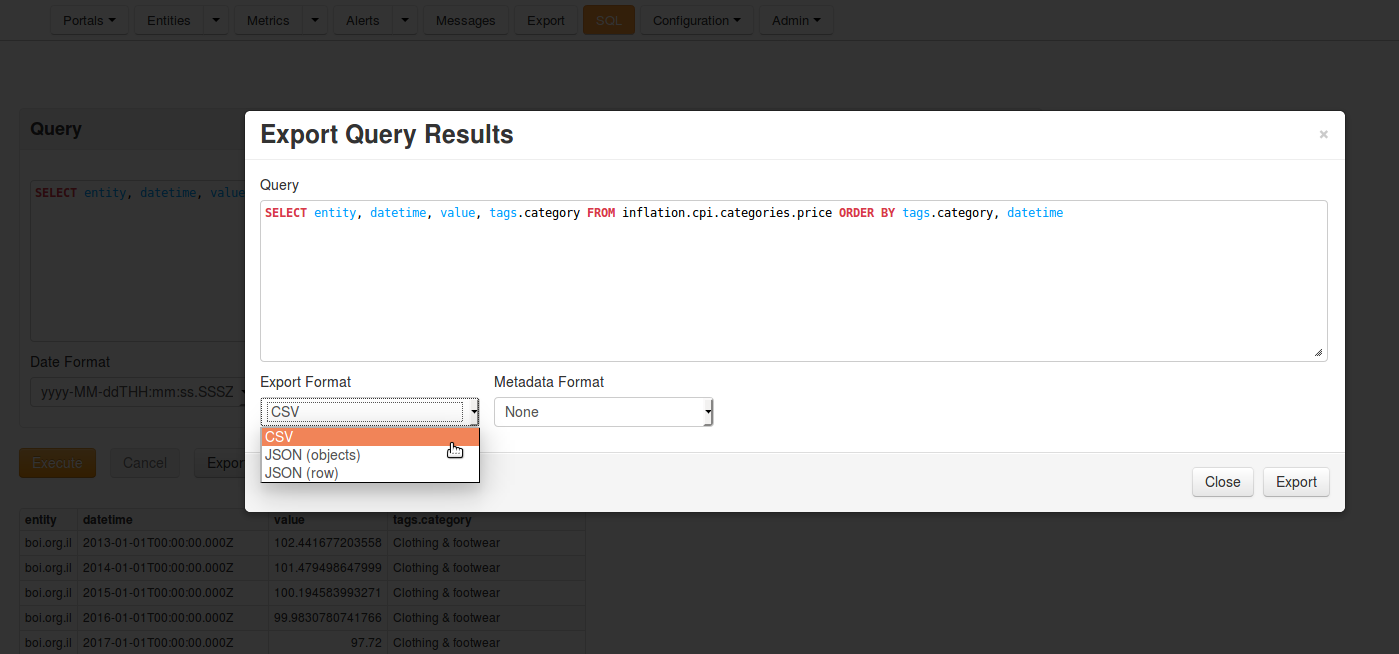 Portals Entities Metrics Alerts Messages Export SQL Configuration Admin
Query
SELECT entity, datetime, value
Date Format
yyyy-MM-ddTHH:mm:ss.SSSZ
Execute Cancel Expor
Export Query Results ×
Query
SELECT entity, datetime, value, tags.category FROM inflation.cpi.categories.price ORDER BY tags.category, datetime
Export Format Metadata Format
CSV None
CSV
JSON (objects)
JSON (row)
Close Export
entity datetime value tags.category
boi.org.il 2013-01-01T00:00:00.000Z 102.441677203558 Clothing & footwear
boi.org.il 2014-01-01T00:00:00.000Z 101.479498647999 Clothing & footwear
boi.org.il 2015-01-01T00:00:00.000Z 100.194583993271 Clothing & footwear
boi.org.il 2016-01-01T00:00:00.000Z 99.9830780741766 Clothing & footwear
boi.org.il 2017-01-01T00:00:00.000Z 97.72 Clothing & footwear